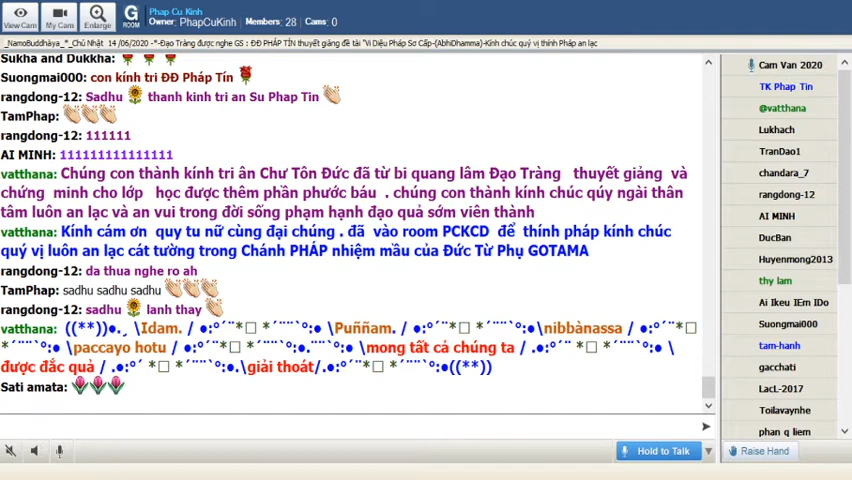 View Cam
My Cam
Enlarge
G
ROOM
Phap Cu Kinh
Owner: PhapCuKinh Members: 28 Cams: 0
_NamoBuddhàya_*_Chủ Nhật 14 /06/2020 -*-Đạo Tràng được nghe GS : ĐĐ PHÁP TÍN thuyết giảng đề tài "Vi Diệu Pháp Sơ Cấp-(AbhiDhamma)-Kính chúc quý vị thính Pháp an lạc
Sukha and Dukkha:
Suongmai000: con kính tri ĐĐ Pháp Tín
rangdong-12: Sadhu thanh kinh tri an Su Phap Tin
TamPhap:
rangdong-12: 111111
AI MINH: 111111111111111
vatthana: Chúng con thành kính tri ân Chư Tôn Đức đã từ bi quang lâm Đạo Tràng thuyết giảng và
chứng minh cho lớp học được thêm phần phước báu . chúng con thành kính chúc qúy ngài thân
tâm luôn an lạc và an vui trong đời sống phạm hạnh đạo quả sớm viên thành
vatthana: Kính cám ơn quy tu nữ cùng đại chúng . đã vào room PCKCD để thính pháp kính chúc
quý vị luôn an lạc cát tường trong Chánh PHÁP nhiệm mầu của Đức Từ Phụ GOTAMA
rangdong-12: da thua nghe ro ah
TamPhap: sadhu sadhu sadhu
rangdong-12: sadhu lanh thay
vatthana: ((**))●.¸ \Idam. / ●:°´¨*□ *´¨¨`°:● \Puññam. / ●:°´¨*□ *´¨¨`°:●\nibbànassa / ●:°´¨*□
*´¨¨`°:● \paccayo hotu / ●:°´¨*□ *´¨¨`°:●.¨¨`°:● \mong tất cả chúng ta / .●:°´¨ *□ *´¨¨`°:● \
được đắc quả / .●:°´ *□ *´¨¨`°:●.\giải thoát/.●:°´¨*□ *´¨¨`°:●((**))
Sati amata:
Hold to Talk
Cam Van 2020
TK Phap Tin
@vatthana
Lukhach
TranDao1
chandara_7
rangdong-12
AI MINH
DucBan
Huyenmong2013
thy lam
Ai Ikeu IEm IDo
Suongmai000
tam-hanh
gacchati
LacL-2017
Toilavaynhe
phan q liem
Raise Hand